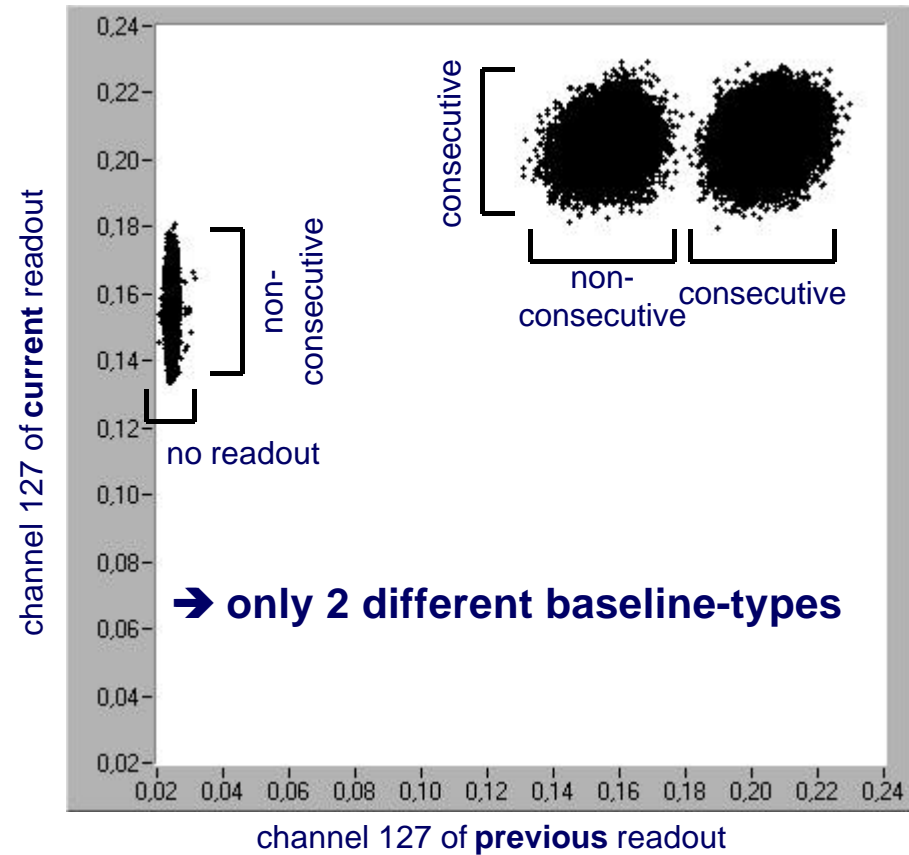 0,24
0,22
0,20
0,18
0,16
0,14
0,12
0,10
0,08
0,06
0,04
0,02
channel 127 of current readout
consecutive
non-
consecutive
consecutive
non-
consecutive
no readout
➔ only 2 different baseline-types
0,02 0,04 0,06 0,08 0,10 0,12 0,14 0,16 0,18 0,20 0,22 0,24
channel 127 of previous readout